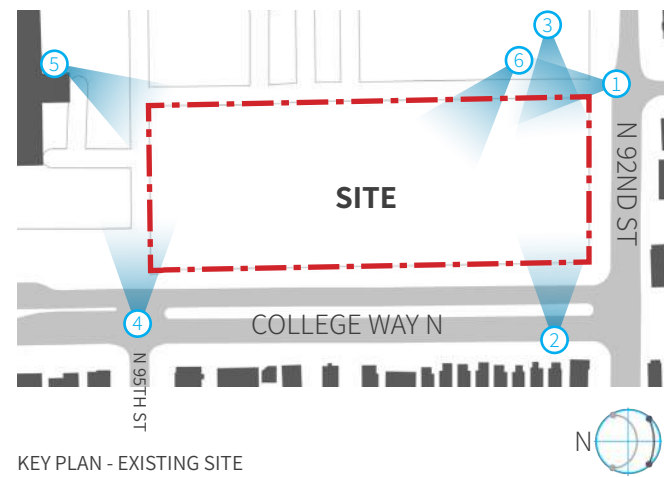 3
5
6
1
N 92ND ST
SITE
4
COLLEGE WAY N
2
N 95TH ST
N
KEY PLAN - EXISTING SITE